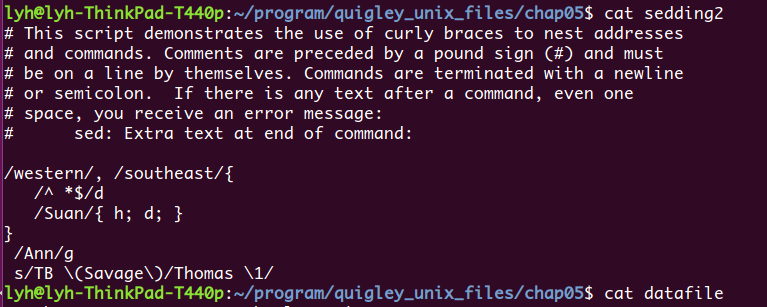 lyh@lyh-ThinkPad-T440p:~/program/quigley_unix_files/chap05$ cat sedding2
# This script demonstrates the use of curly braces to nest addresses
# and commands. Comments are preceded by a pound sign (#) and must
# be on a line by themselves. Commands are terminated with a newline
# or semicolon.  If there is any text after a command, even one
# space, you receive an error message:
#      sed: Extra text at end of command:

/western/, /southeast/{
   /^ *$/d
   /Suan/{ h; d; }
}
 /Ann/g
 s/TB \(Savage\)/Thomas \1/
lyh@lyh-ThinkPad-T440p:~/program/quigley_unix_files/chap05$ cat datafile